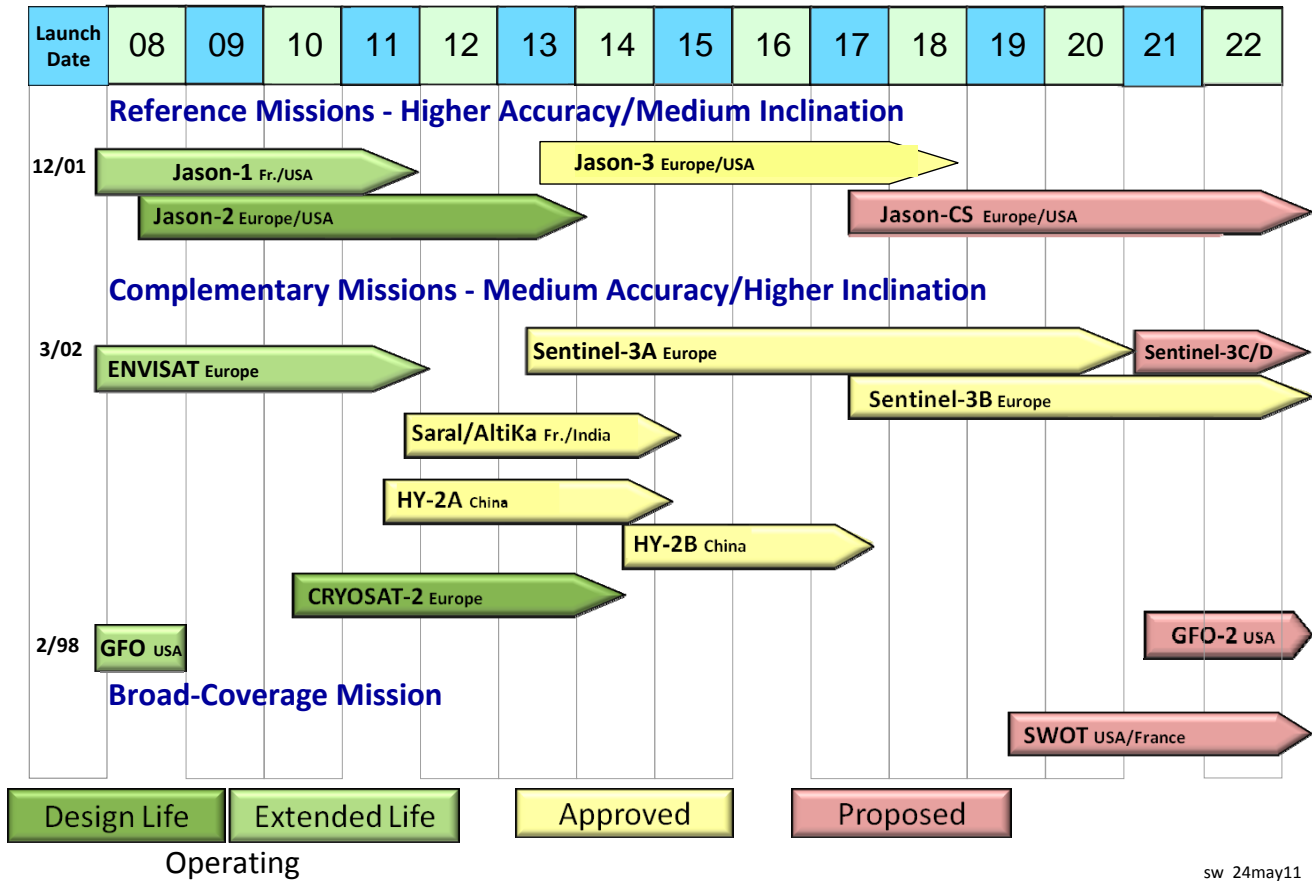 Launch Date 08 09 10 11 12 13 14 15 16 17 18 19 20 21 22
Reference Missions - Higher Accuracy/Medium Inclination
12/01
Jason-1 Fr./USA
Jason-3 Europe/USA
Jason-2 Europe/USA
Jason-CS Europe/USA
Complementary Missions - Medium Accuracy/Higher Inclination
3/02
ENVISAT Europe
Sentinel-3A Europe
Sentinel-3C/D
Sentinel-3B Europe
Saral/AltiKa Fr./India
HY-2A China
HY-2B China
CRYOSAT-2 Europe
2/98
GFO USA
GFO-2 USA
Broad-Coverage Mission
SWOT USA/France
Design Life
Extended Life
Approved
Proposed
Operating
sw 24may11